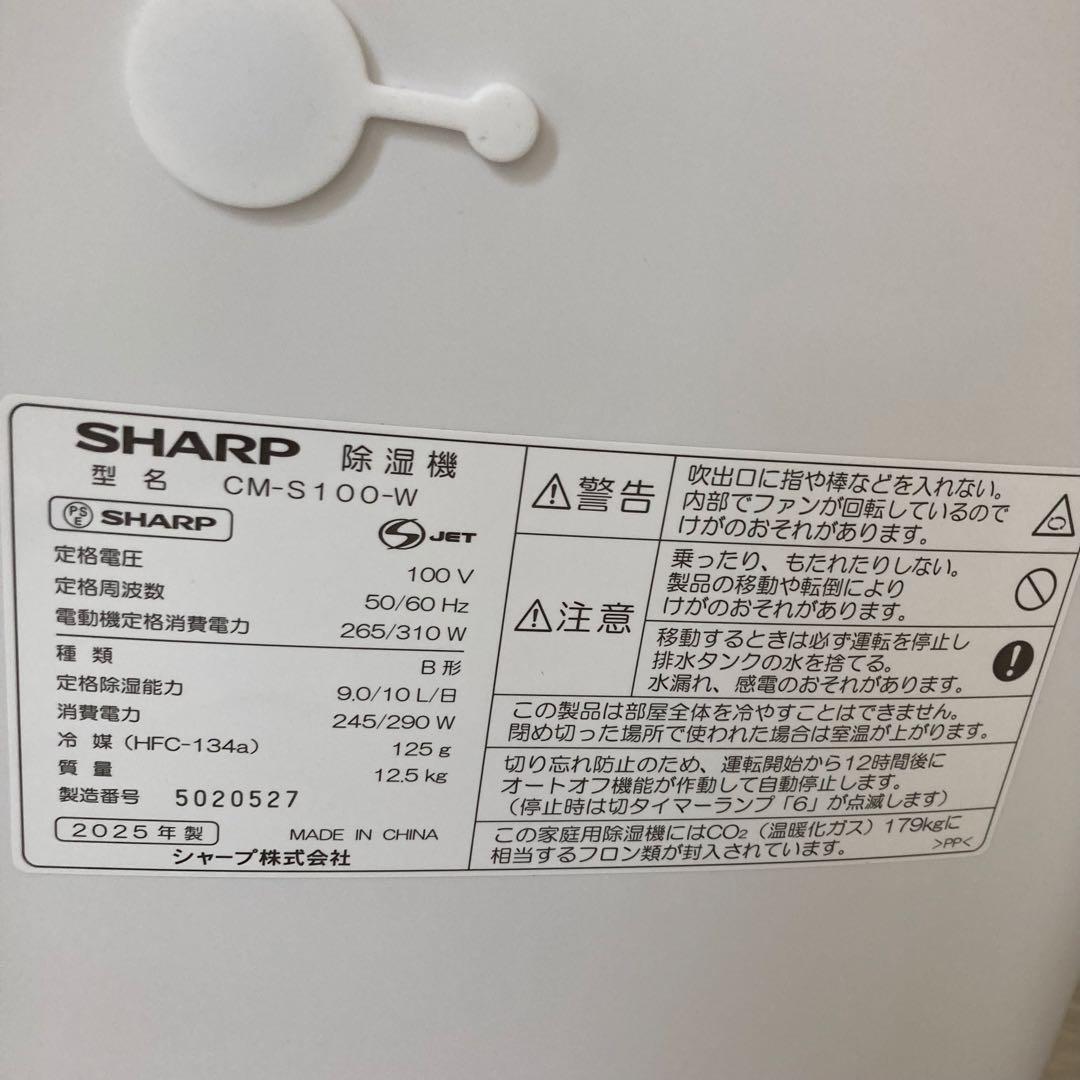 SHARP 除湿機
型名 CM-S100-W
PSE SHARP
S JET
定格電圧 100 V
定格周波数 50/60 Hz
電動機定格消費電力 265/310 W
種類 B形
定格除湿能力 9.0/10 L/日
消費電力 245/290 W
冷媒(HFC-134a) 125 g
質量 12.5 kg
製造番号 5020527
2025年製 MADE IN CHINA
シャープ株式会社
警告
吹出口に指や棒などを入れない。
内部でファンが回転しているので
けがのおそれがあります。
注意
乗ったり、もたれたりしない。
製品の移動や転倒により
けがのおそれがあります。
移動するときは必ず運転を停止し
排水タンクの水を捨てる。
水漏れ、感電のおそれがあります。
この製品は部屋全体を冷やすことはできません。
閉め切った場所で使われた場合は室温が上がります。
切り忘れ防止のため、運転開始から12時間後に
オートオフ機能が作動して自動停止します。
(停止時は切タイマーランプ「6」が点滅します)
この家庭用除湿機にはCO₂(温暖化ガス)179kgに
相当するフロン類が封入されています。
>PP<